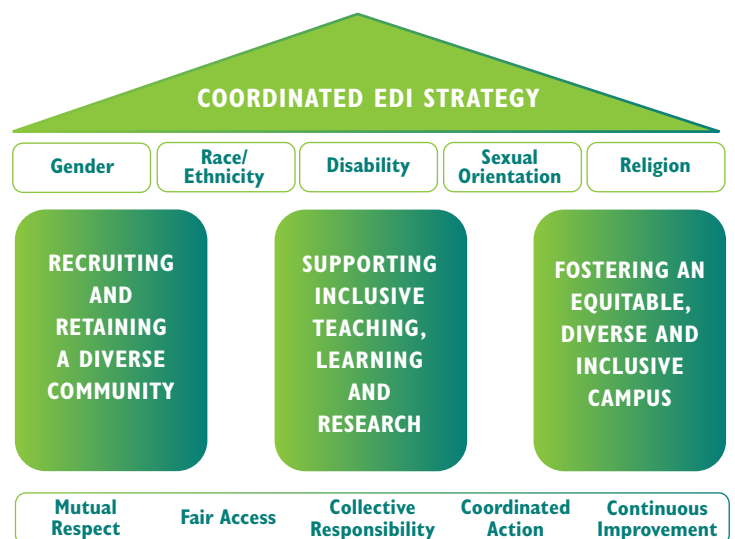 COORDINATED EDI STRATEGY
Gender
Race/
Ethnicity
Disability
Sexual
Orientation
Religion
RECRUITING
AND
RETAINING
A DIVERSE
COMMUNITY
SUPPORTING
INCLUSIVE
TEACHING,
LEARNING
AND
RESEARCH
FOSTERING AN
EQUITABLE,
DIVERSE AND
INCLUSIVE
CAMPUS
Mutual
Respect
Fair Access
Collective
Responsibility
Coordinated
Action
Continuous
Improvement